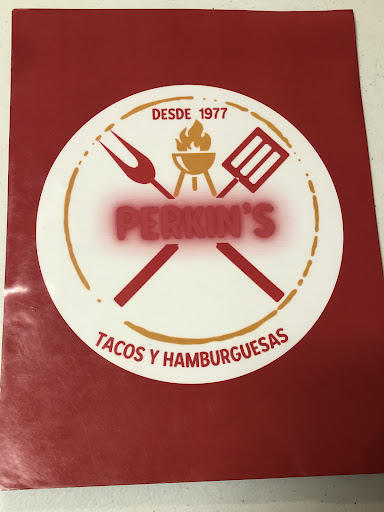 DESDE 1977
PERKIN'S
TACOS Y HAMBURGUESAS